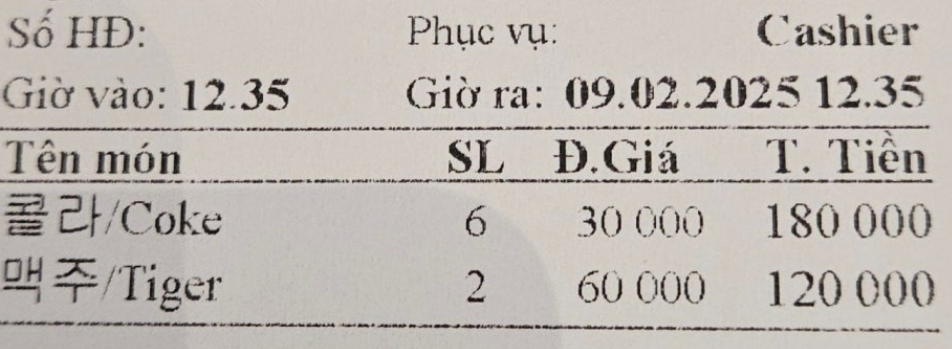 Số HĐ: Phục vụ: Cashier
Giờ vào: 12.35 Giờ ra: 09.02.2025 12.35
Tên món SL Đ.Giá T. Tiền
콜라/Coke 6 30 000 180 000
맥주/Tiger 2 60 000 120 000